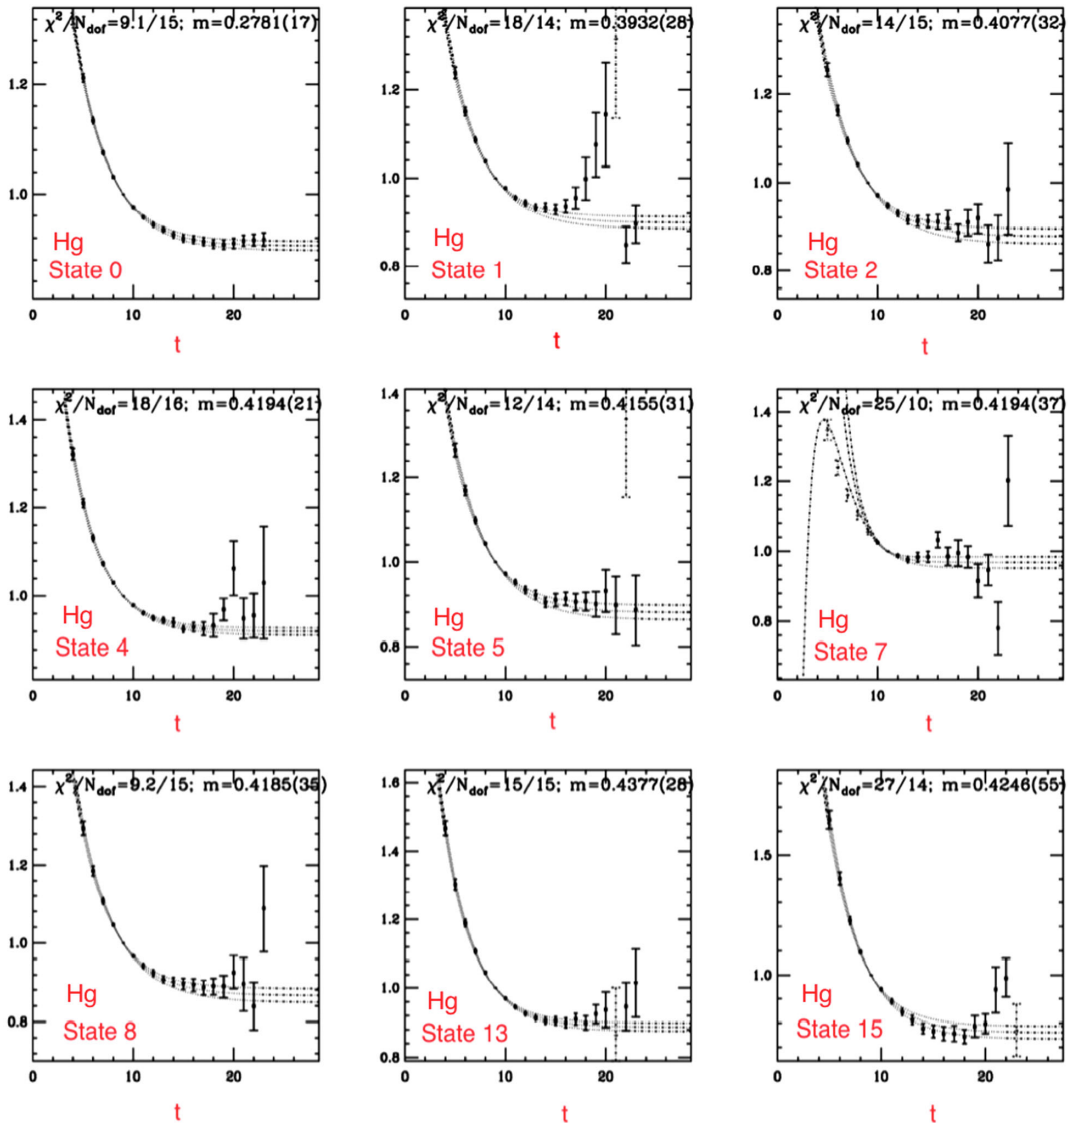 χ²/N_dof=9.1/15; m=0.2781(17)
1.2
1.0
Hg
State 0
0 10 20
t
χ²/N_dof=18/14; m=0.3932(28)
1.2
1.0
0.8
Hg
State 1
0 10 20
t
χ²/N_dof=14/15; m=0.4077(32)
1.2
1.0
0.8
Hg
State 2
0 10 20
t
χ²/N_dof=18/16; m=0.4194(21)
1.4
1.2
1.0
Hg
State 4
0 10 20
t
χ²/N_dof=12/14; m=0.4155(31)
1.4
1.2
1.0
0.8
Hg
State 5
0 10 20
t
χ²/N_dof=25/10; m=0.4194(37)
1.4
1.2
1.0
0.8
Hg
State 7
0 10 20
t
χ²/N_dof=9.2/15; m=0.4185(35)
1.4
1.2
1.0
0.8
Hg
State 8
0 10 20
t
χ²/N_dof=15/15; m=0.4377(28)
1.6
1.4
1.2
1.0
0.8
Hg
State 13
0 10 20
t
χ²/N_dof=27/14; m=0.4246(55)
1.5
1.0
Hg
State 15
0 10 20
t